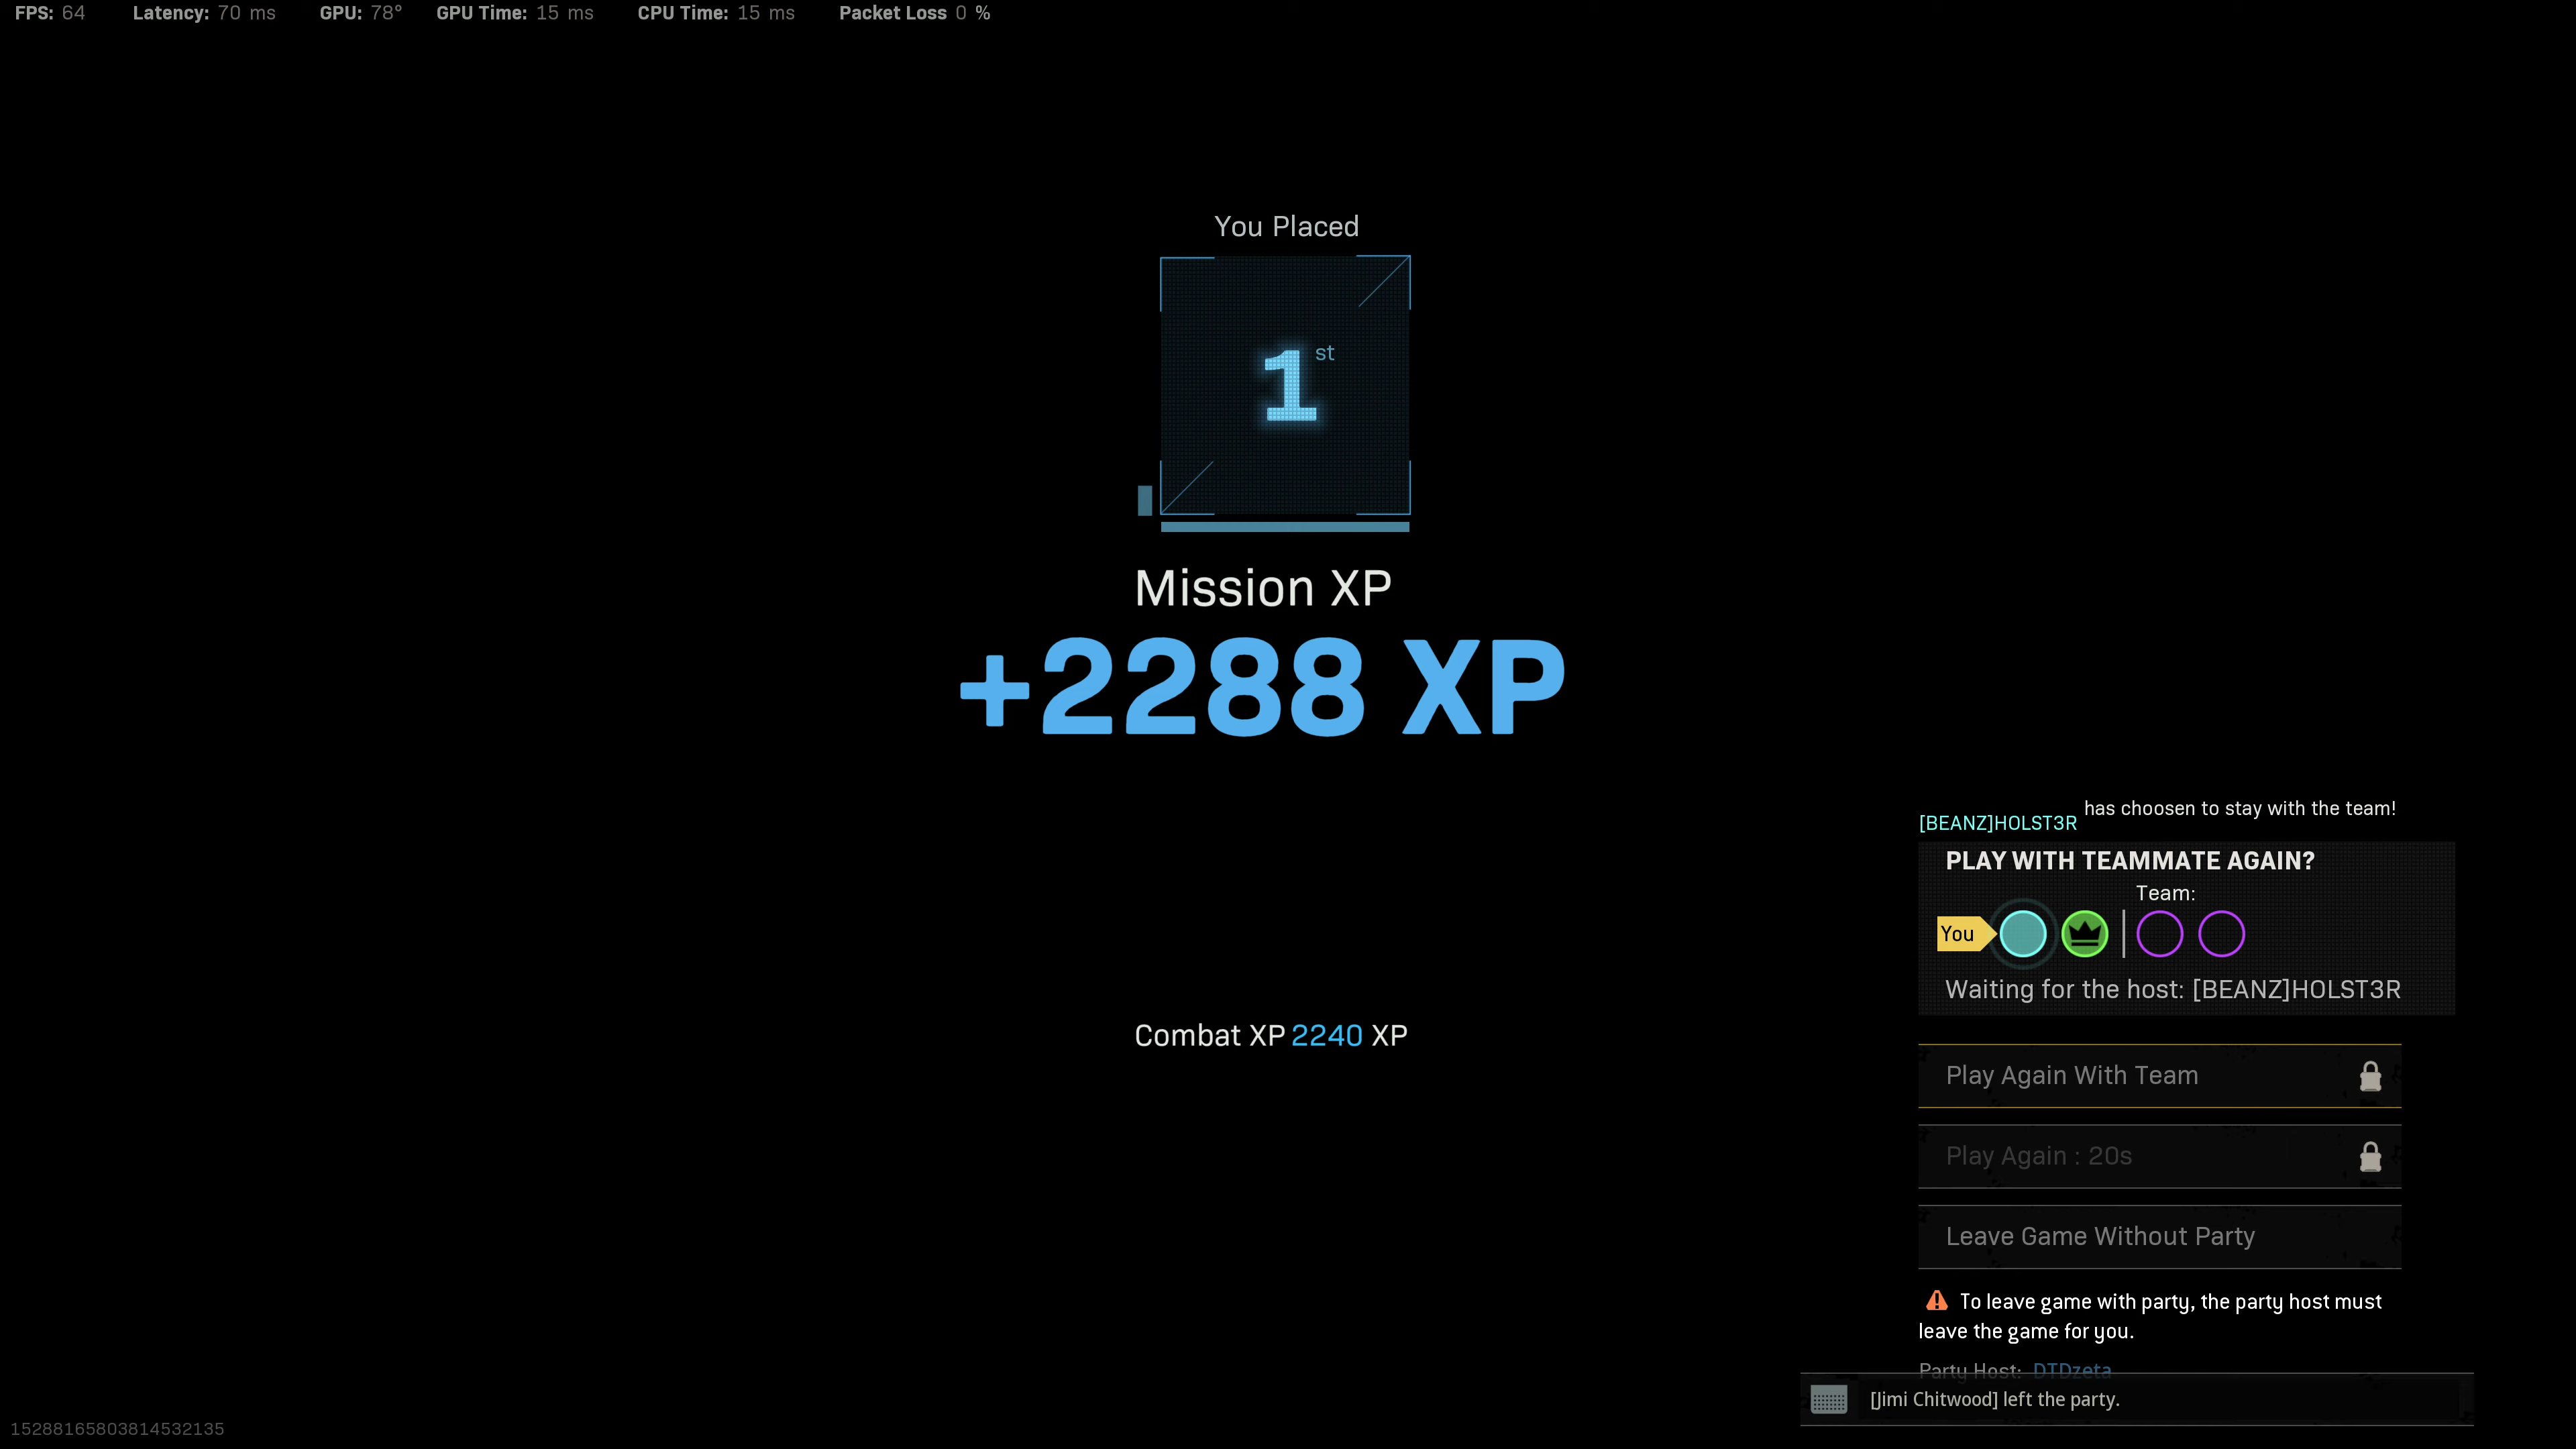 FPS: 64 Latency: 70 ms GPU: 78° GPU Time: 15 ms CPU Time: 15 ms Packet Loss 0 %
You Placed
1st
Mission XP
+2288 XP
Combat XP 2240 XP
[BEANZ]HOLST3R has choosen to stay with the team!
PLAY WITH TEAMMATE AGAIN?
Team:
You
Waiting for the host: [BEANZ]HOLST3R
Play Again With Team
Play Again : 20s
Leave Game Without Party
To leave game with party, the party host must
leave the game for you.
Party Host: DTDzeta
[Jimi Chitwood] left the party.
15288165803814532135